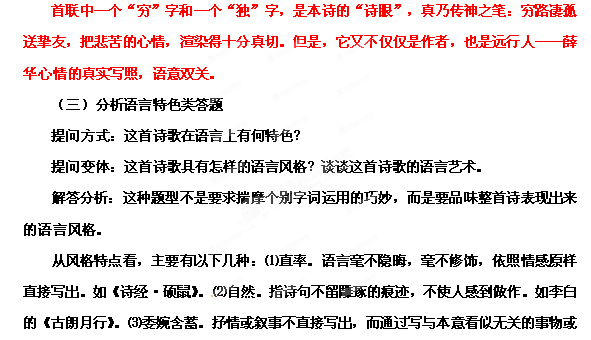 首联中一个“穷”字和一个“独”字，是本诗的“诗眼”，真乃传神之笔：穷路凄孤
送挚友，把悲苦的心情，渲染得十分真切。但是，它又不仅仅是作者，也是远行人——薛
华心情的真实写照，语意双关。
（三）分析语言特色类答题
提问方式：这首诗歌在语言上有何特色？
提问变体：这首诗歌具有怎样的语言风格？谈谈这首诗歌的语言艺术。
解答分析：这种题型不是要求揣摩个别字词运用的巧妙，而是要品味整首诗表现出来
的语言风格。
从风格特点看，主要有以下几种：⑴直率。语言毫不隐晦，毫不修饰，依照情感原样
直接写出。如《诗经·硕鼠》。⑵自然。指诗句不留雕琢的痕迹，不使人感到做作。如李白
的《古朗月行》。⑶委婉含蓄。抒情或叙事不直接写出，而通过写与本意看似无关的事物或